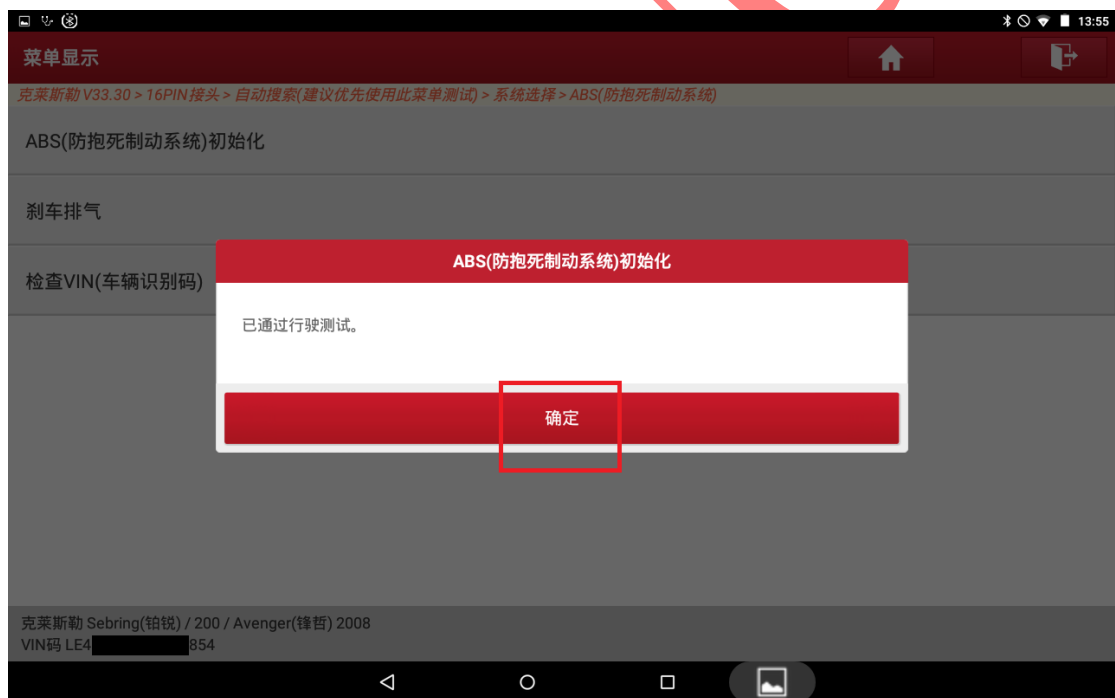 13:55
菜单显示
克莱斯勒 V33.30 > 16PIN接头 > 自动搜索(建议优先使用此菜单测试) > 系统选择 > ABS(防抱死制动系统)
ABS(防抱死制动系统)初始化
刹车排气
检查VIN(车辆识别码)
ABS(防抱死制动系统)初始化
已通过行驶测试。
确定
克莱斯勒 Sebring(铂锐) / 200 / Avenger(锋哲) 2008
VIN码 LE4 854